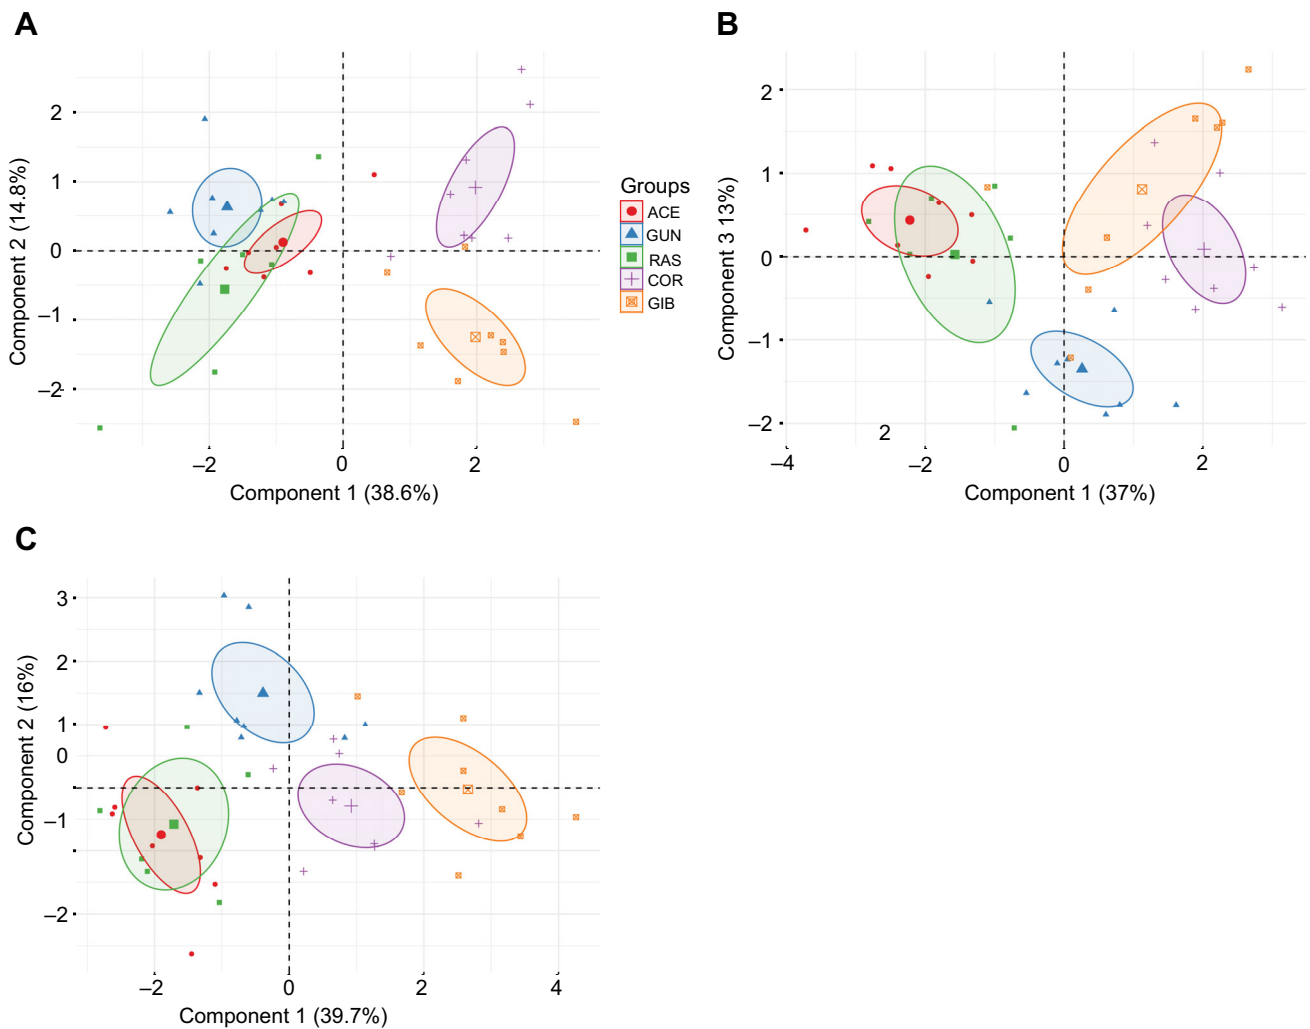 A
B
2
1
0
–1
–2
Component 2 (14.8%)
–2
0
2
Component 1 (38.6%)
Groups
ACE
GUN
RAS
COR
GIB
2
1
0
–1
–2
Component 3 13%)
2
–4
–2
0
2
Component 1 (37%)
C
3
2
1
0
–1
–2
Component 2 (16%)
–2
0
2
4
Component 1 (39.7%)